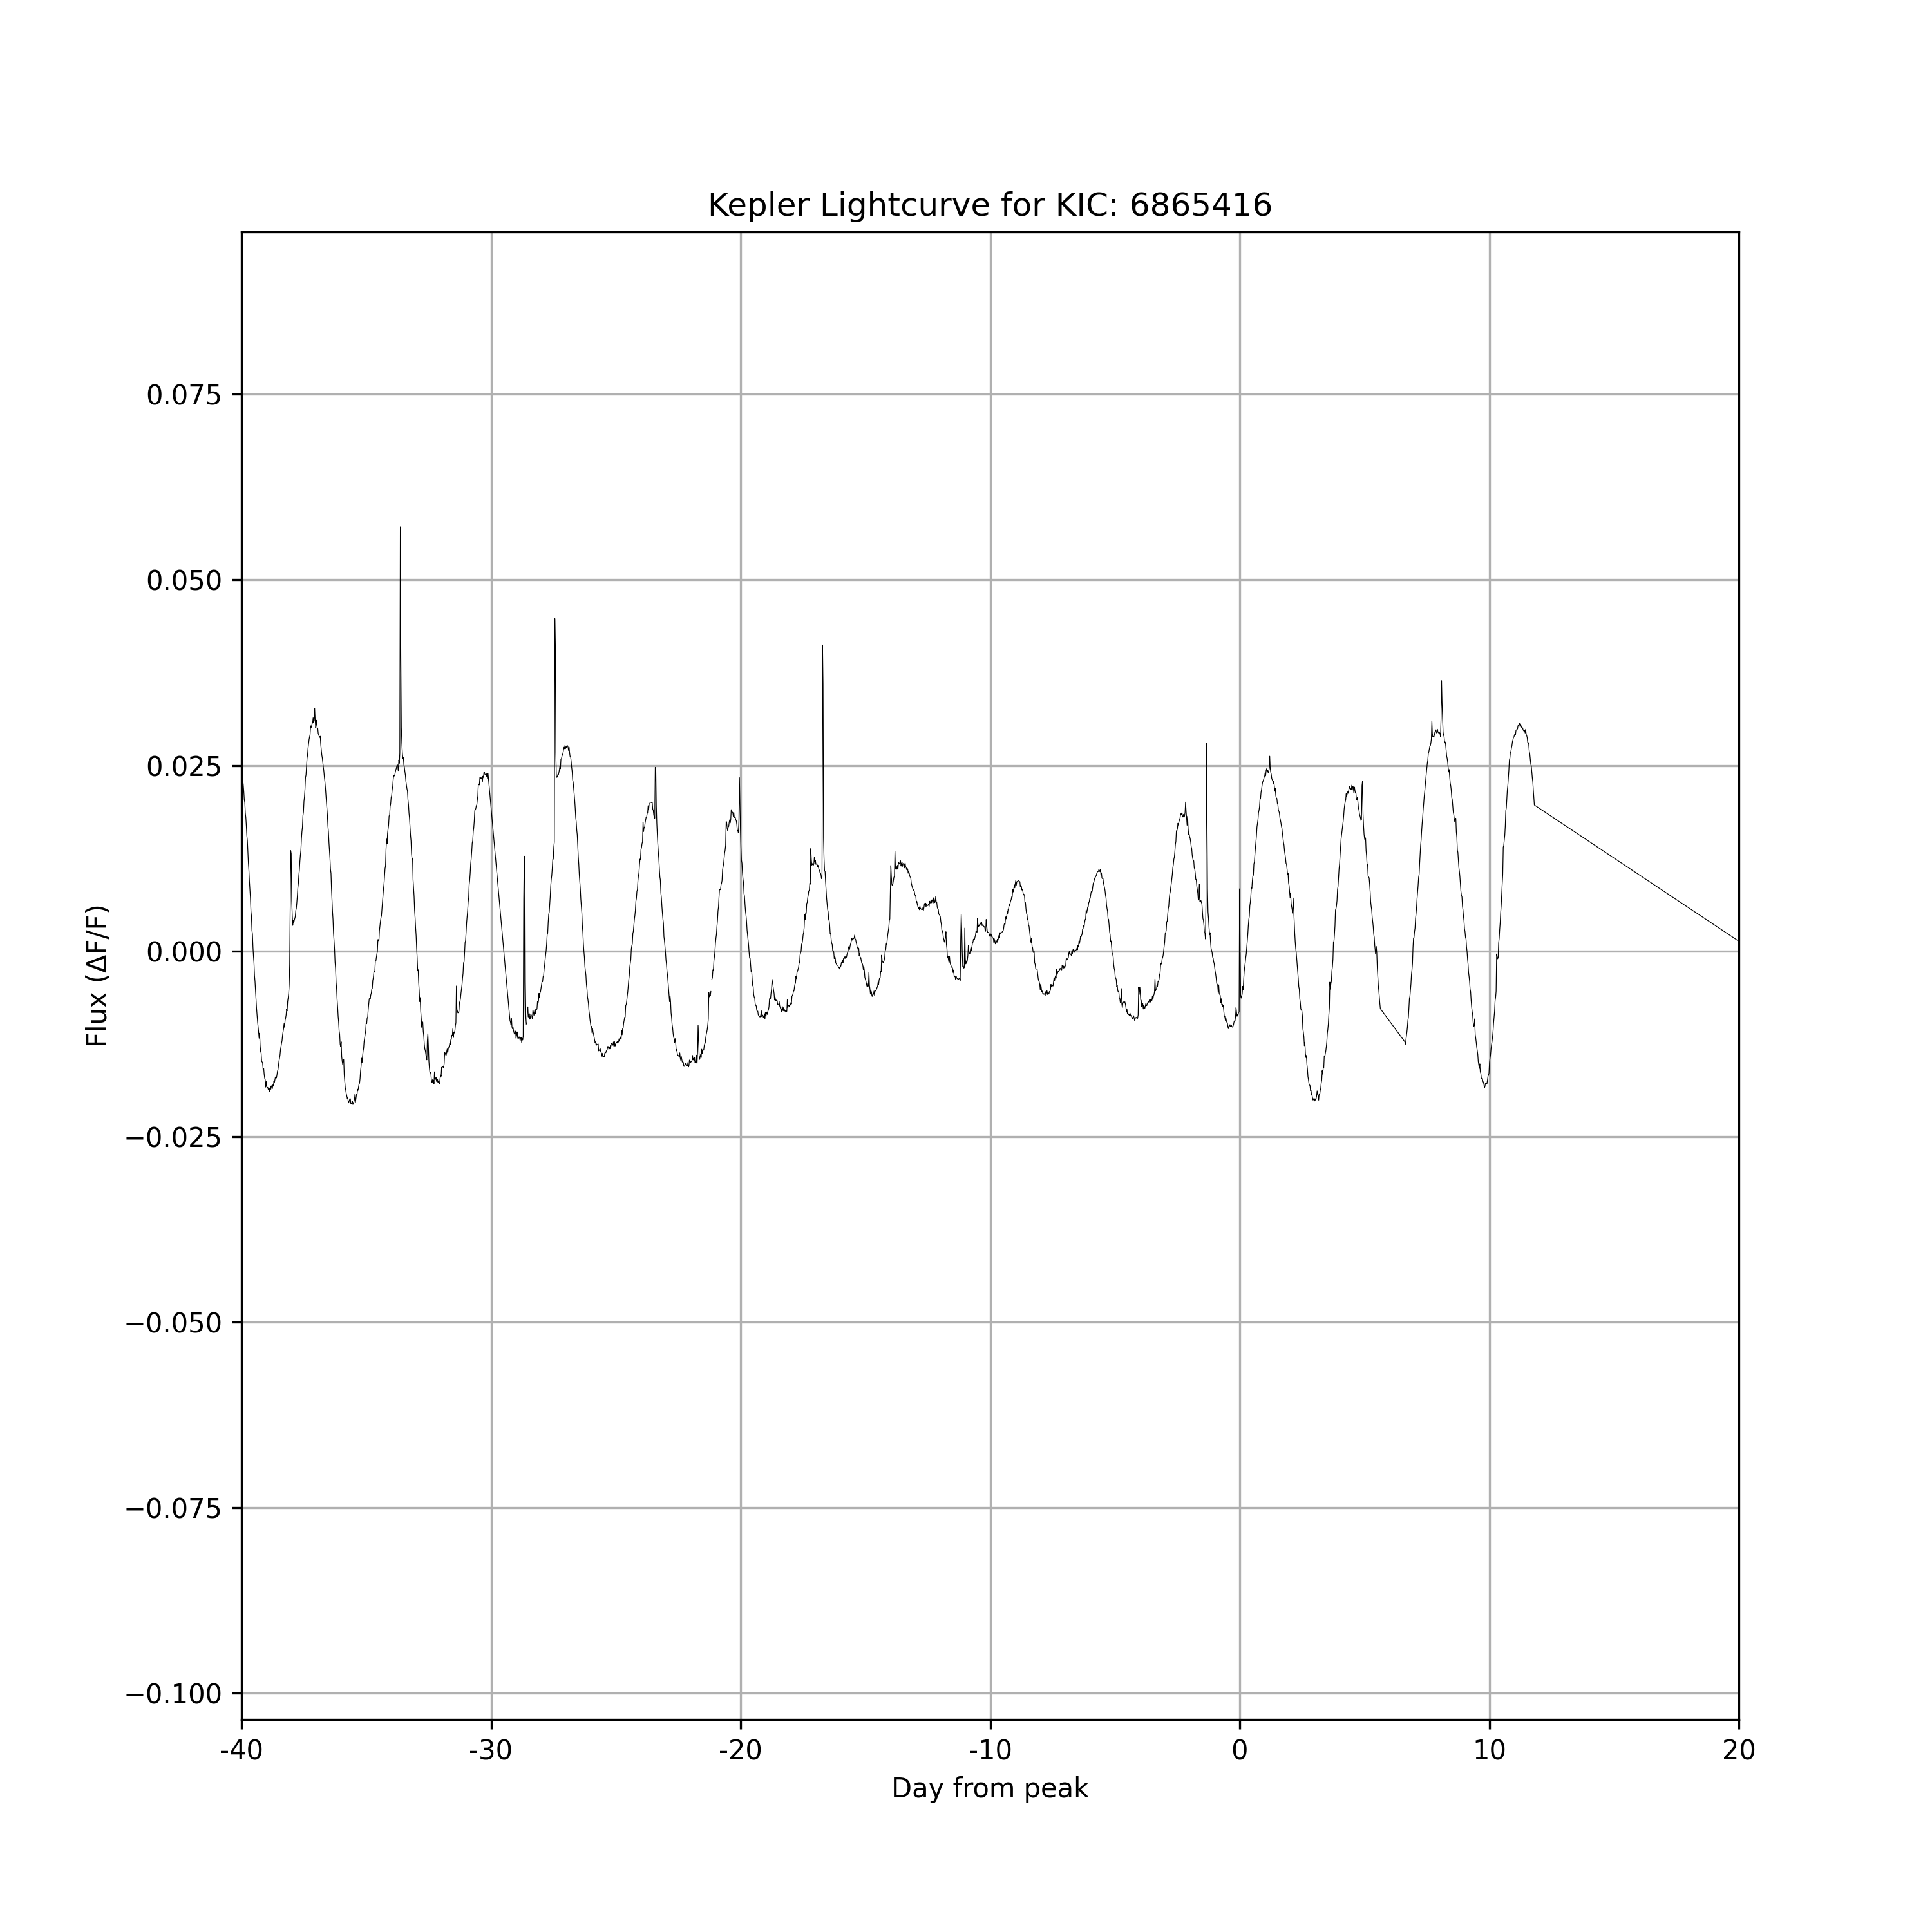 Kepler Lightcurve for KIC: 6865416
0.075
0.050
0.025
0.000
−0.025
−0.050
−0.075
−0.100
Flux (ΔF/F)
-40 -30 -20 -10 0 10 20
Day from peak